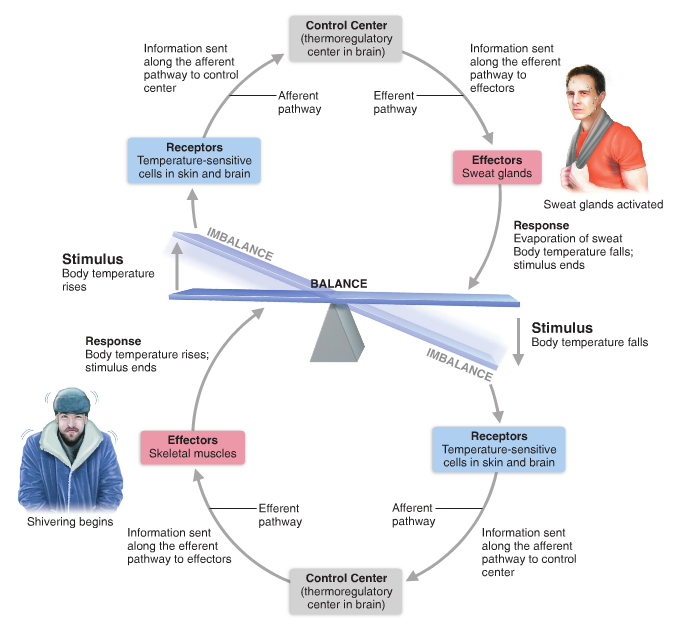 Control Center
(thermoregulatory
center in brain)
Information sent
along the afferent
pathway to control
center
Afferent
pathway
Efferent
pathway
Information sent
along the efferent
pathway to
effectors
Receptors
Temperature-sensitive
cells in skin and brain
Effectors
Sweat glands
Sweat glands activated
Response
Evaporation of sweat
Body temperature falls;
stimulus ends
Stimulus
Body temperature
rises
IMBALANCE
BALANCE
IMBALANCE
Stimulus
Body temperature falls
Response
Body temperature rises;
stimulus ends
Shivering begins
Effectors
Skeletal muscles
Receptors
Temperature-sensitive
cells in skin and brain
Efferent
pathway
Afferent
pathway
Information sent
along the efferent
pathway to effectors
Information sent
along the afferent
pathway to control
center
Control Center
(thermoregulatory
center in brain)